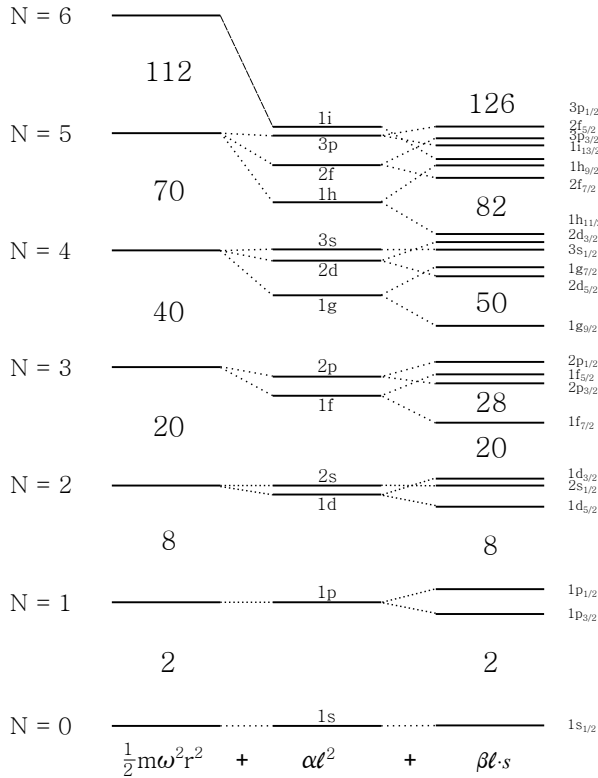 N = 6
112
126
3p1/2
1i
2f5/2
N = 5
3p
3p3/2
1i13/2
2f
1h9/2
70
2f7/2
1h
82
1h11/2
3s
2d3/2
N = 4
3s1/2
2d
1g7/2
2d5/2
1g
50
40
1g9/2
N = 3
2p
2p1/2
1f5/2
2p3/2
1f
28
20
1f7/2
20
2s
1d3/2
N = 2
2s1/2
1d
1d5/2
8
8
1p
1p1/2
N = 1
1p3/2
2
2
1s
N = 0
1s1/2
½mω²r² + αℓ² + βℓ·s